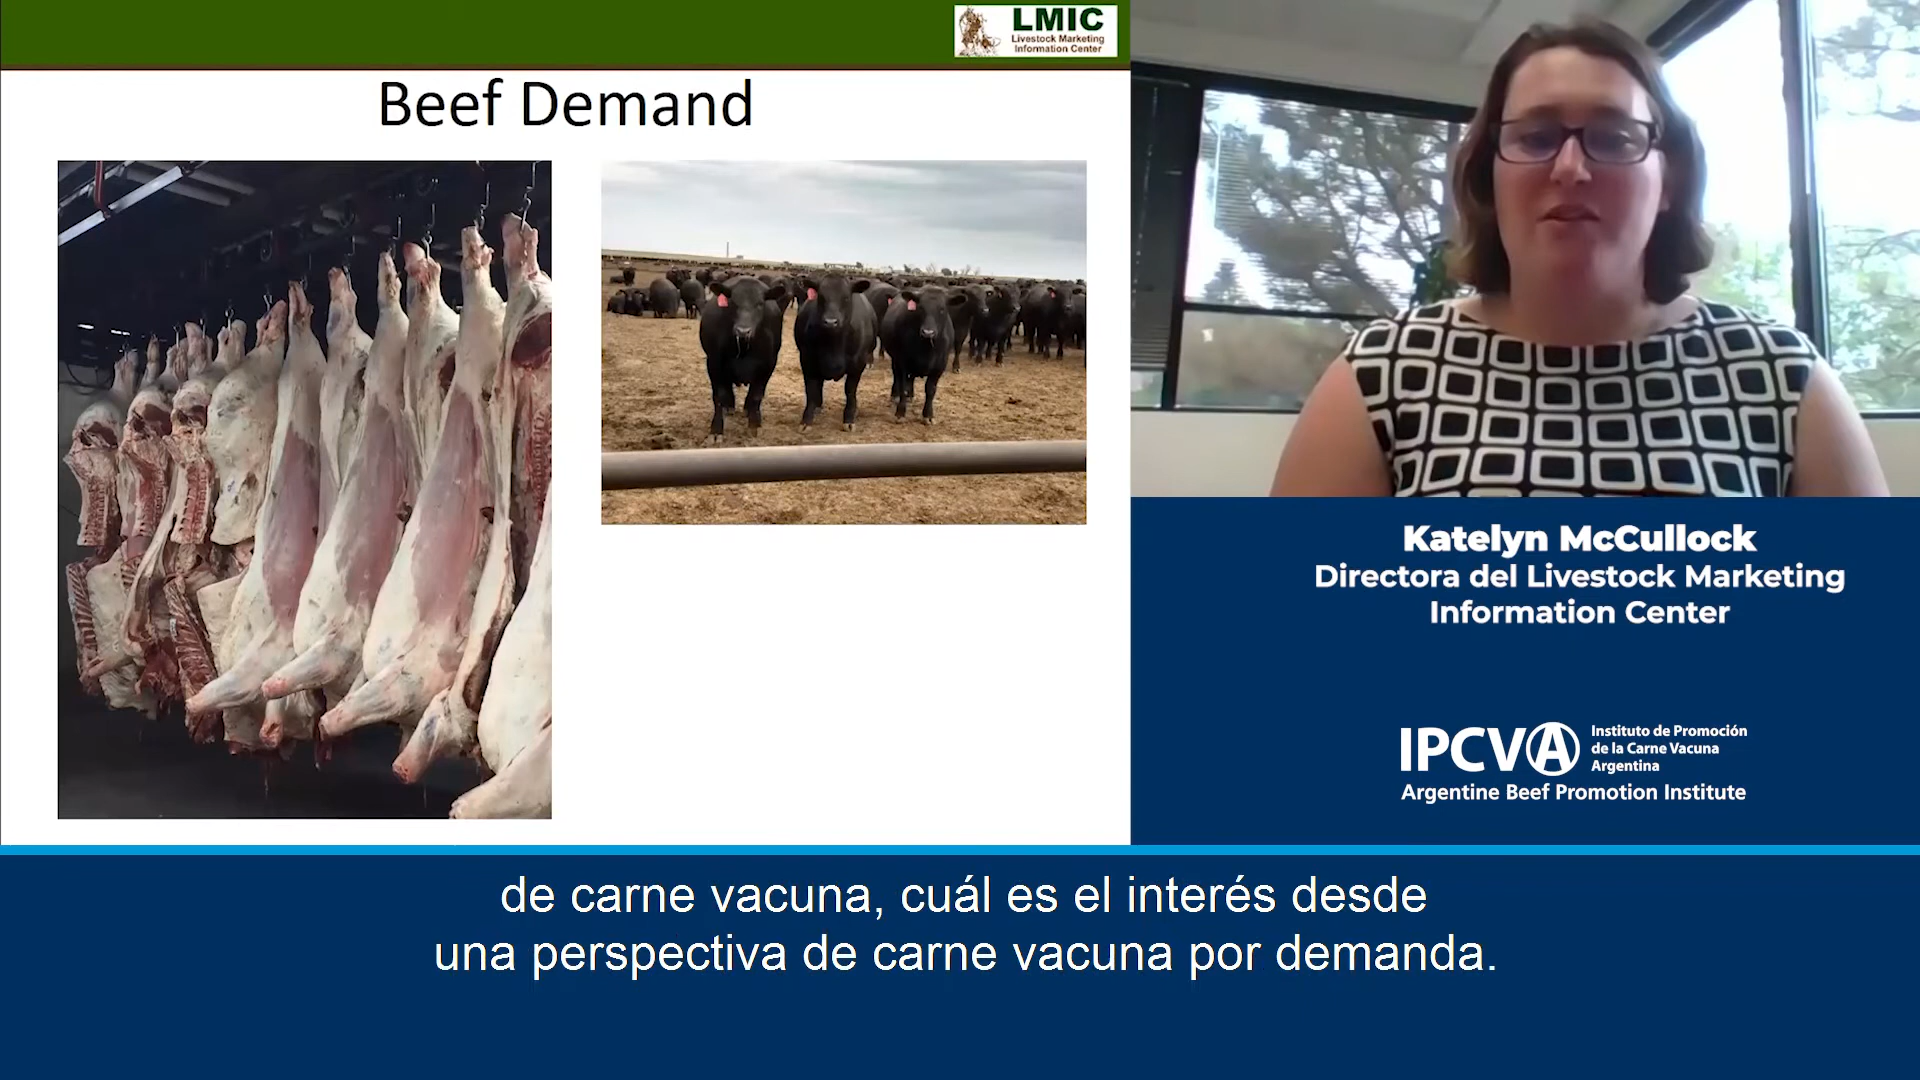 LMIC
Livestock Marketing
Information Center
Beef Demand
Katelyn McCullock
Directora del Livestock Marketing
Information Center
IPCVA
Instituto de Promoción
de la Carne Vacuna
Argentina
Argentine Beef Promotion Institute
de carne vacuna, cuál es el interés desde
una perspectiva de carne vacuna por demanda.